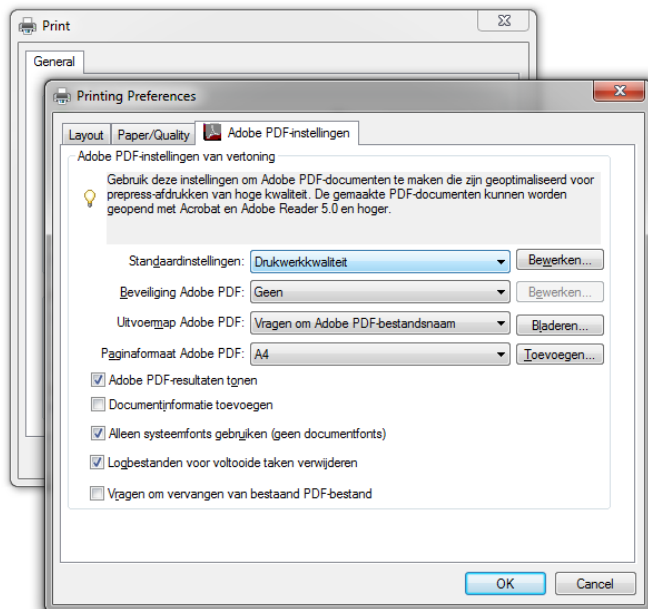 Print
General
Printing Preferences
Layout
Paper/Quality
Adobe PDF-instellingen
Adobe PDF-instellingen van vertoning
Gebruik deze instellingen om Adobe PDF-documenten te maken die zijn geoptimaliseerd voor
prepress-afdrukken van hoge kwaliteit. De gemaakte PDF-documenten kunnen worden
geopend met Acrobat en Adobe Reader 5.0 en hoger.
Standaardinstellingen: Drukwerkkwaliteit Bewerken...
Beveiliging Adobe PDF: Geen Bewerken...
Uitvoermap Adobe PDF: Vragen om Adobe PDF-bestandsnaam Bladeren...
Paginaformaat Adobe PDF: A4 Toevoegen...
Adobe PDF-resultaten tonen
Documentinformatie toevoegen
Alleen systeemfonts gebruiken (geen documentfonts)
Logbestanden voor voltooide taken verwijderen
Vragen om vervangen van bestaand PDF-bestand
OK Cancel